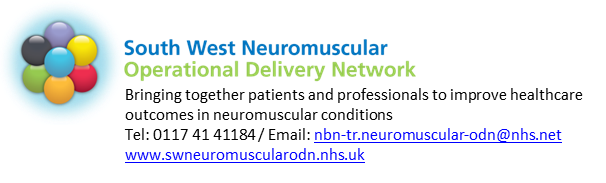 South West Neuromuscular
Operational Delivery Network
Bringing together patients and professionals to improve healthcare
outcomes in neuromuscular conditions
Tel: 0117 41 41184 / Email: nbn-tr.neuromuscular-odn@nhs.net
www.swneuromuscularodn.nhs.uk